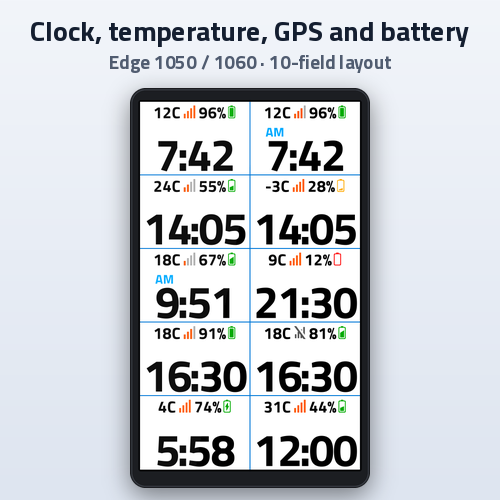 Clock, temperature, GPS and battery
Edge 1050 / 1060 · 10-field layout
12C 96%
7:42
12C 96%
AM
7:42
24C 55%
14:05
-3C 28%
14:05
18C 67%
AM
9:51
9C 12%
21:30
18C 91%
16:30
18C 81%
16:30
4C 74%
5:58
31C 44%
12:00